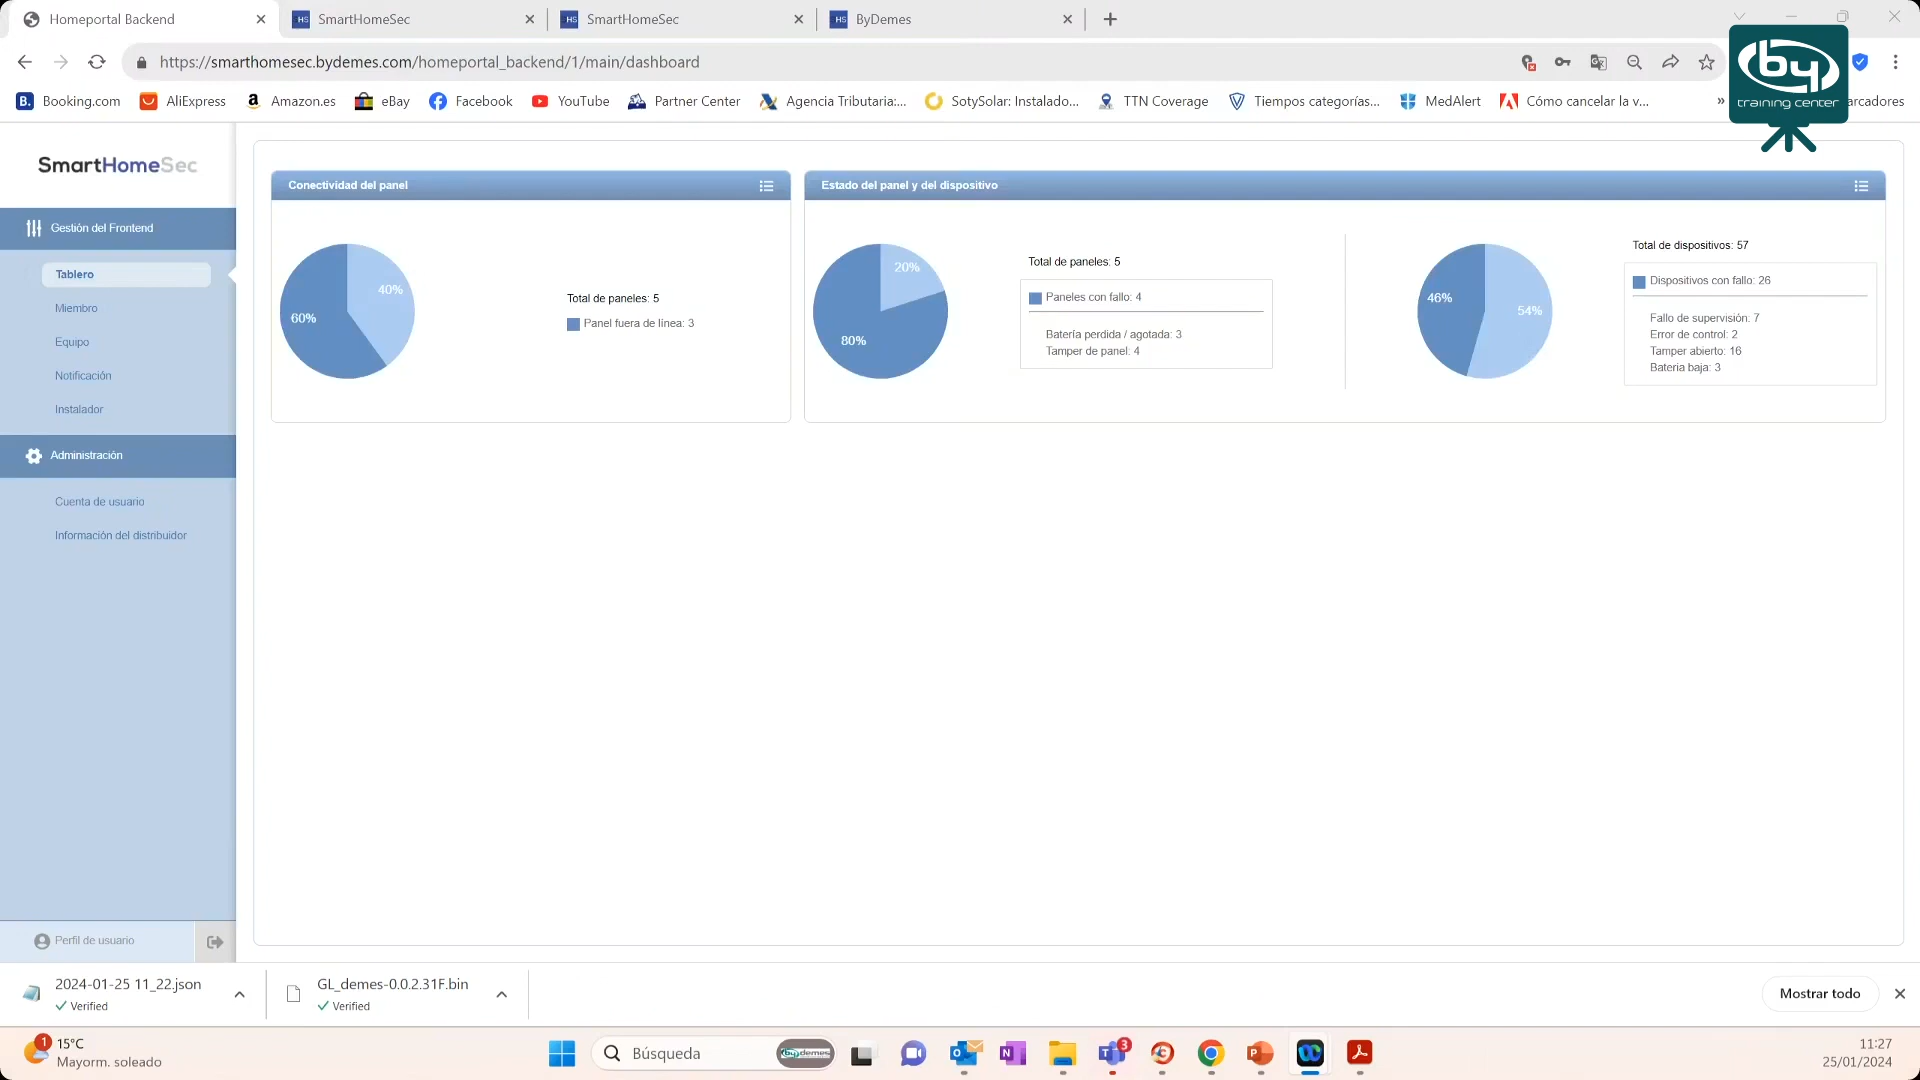 Homeportal Backend
SmartHomeSec
SmartHomeSec
ByDemes
https://smarthomesec.bydemes.com/homeportal_backend/1/main/dashboard
Booking.com
AliExpress
Amazon.es
eBay
Facebook
YouTube
Partner Center
Agencia Tributaria:...
SotySolar: Instalado...
TTN Coverage
Tiempos categorías...
MedAlert
Cómo cancelar la v...
»
arcadores
by
training center
SmartHomeSec
Gestión del Frontend
Tablero
Miembro
Equipo
Notificación
Instalador
Administración
Cuenta de usuario
Información del distribuidor
Perfil de usuario
Conectividad del panel
40%
60%
Total de paneles: 5
Panel fuera de línea: 3
Estado del panel y del dispositivo
20%
80%
Total de paneles: 5
Paneles con fallo: 4
Batería perdida / agotada: 3
Tamper de panel: 4
46%
54%
Total de dispositivos: 57
Dispositivos con fallo: 26
Fallo de supervisión: 7
Error de control: 2
Tamper abierto: 16
Bateria baja: 3
2024-01-25 11_22.json
Verified
GL_demes-0.0.2.31F.bin
Verified
Mostrar todo
1
15°C
Mayorm. soleado
Búsqueda
bydemes
3
11:27
25/01/2024